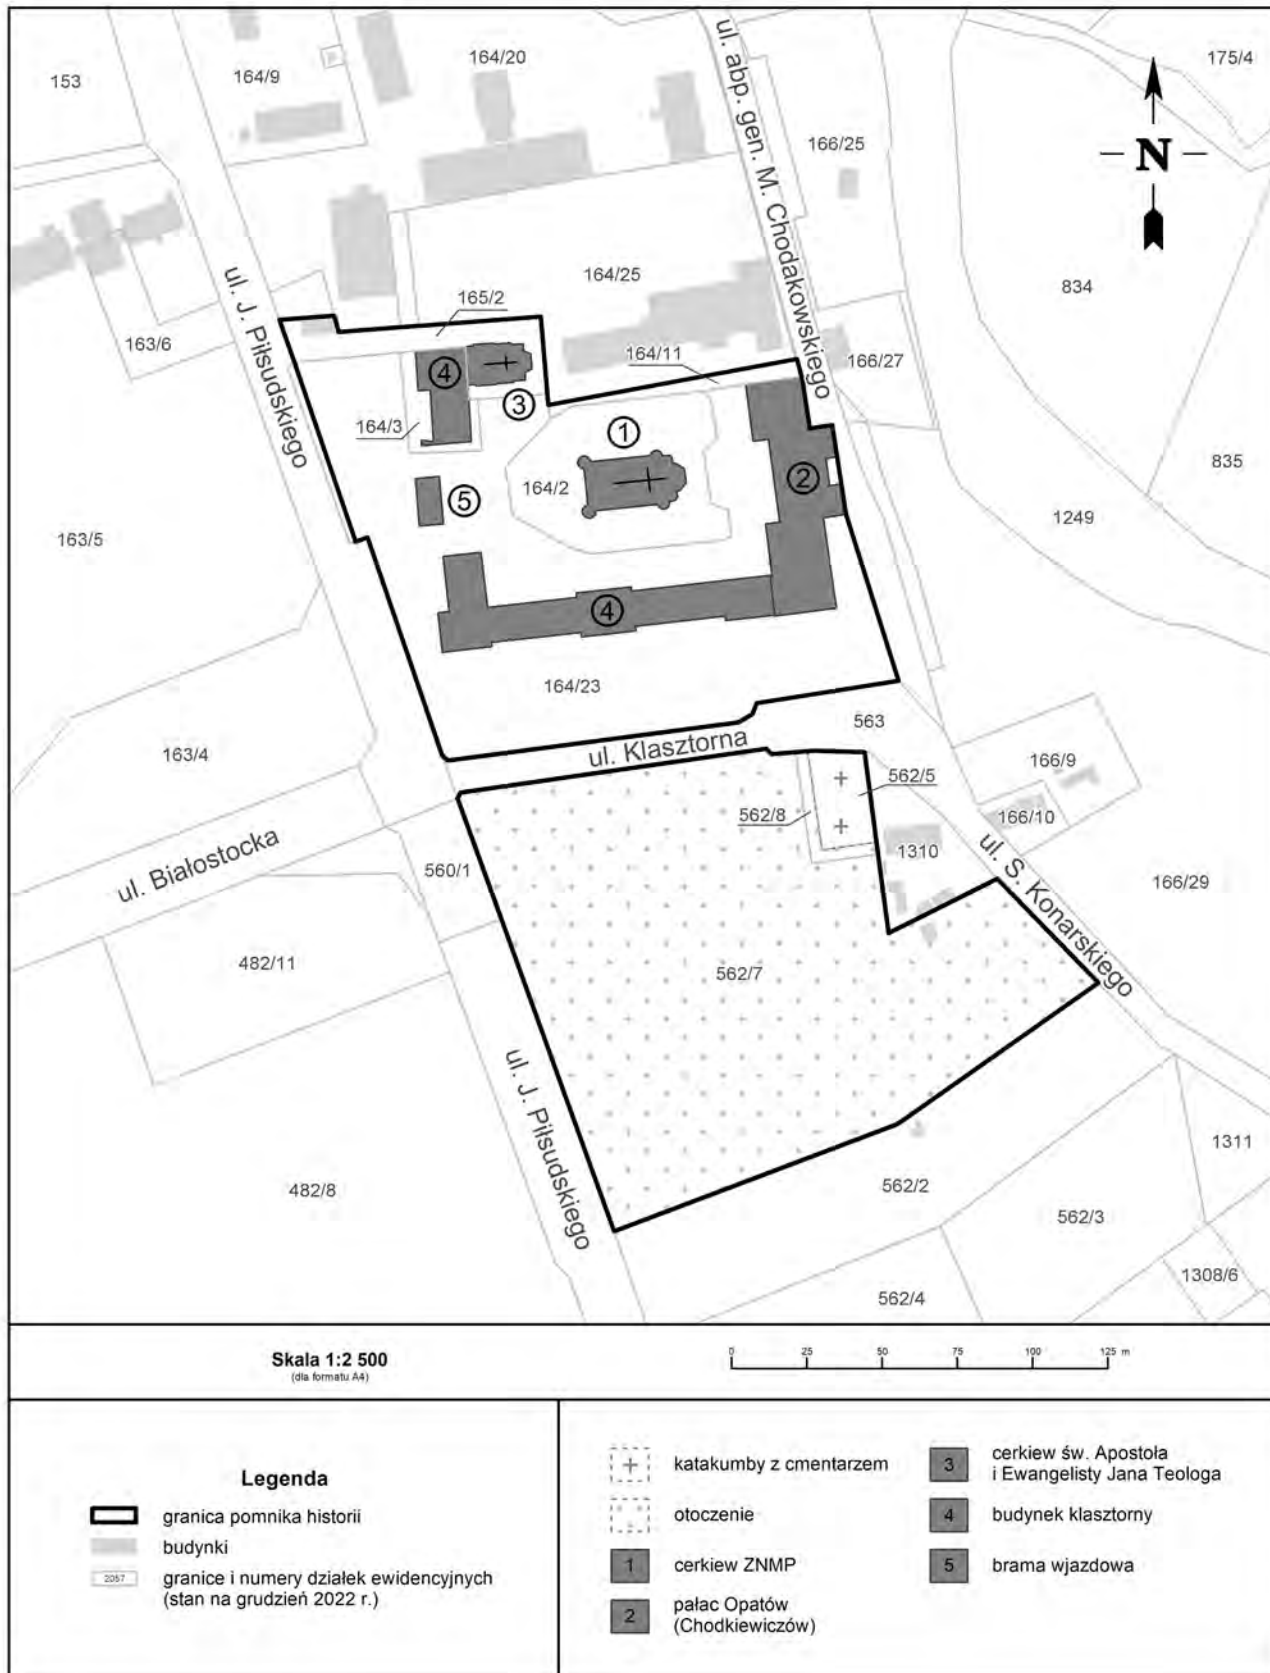 153
164/9
164/20
175/4
ul. abp. gen. M. Chodakowskiego
166/25
N
ul. J. Piłsudskiego
164/25
834
165/2
163/6
164/11
166/27
4
3
164/3
1
2
835
164/2
5
1249
163/5
4
164/23
563
163/4
ul. Klasztorna
166/9
562/5
562/8
166/10
ul. Białostocka
560/1
1310
ul. S. Konarskiego
166/29
482/11
562/7
ul. J. Piłsudskiego
1311
482/8
562/2
562/3
1308/6
562/4
Skala 1:2 500
(dla formatu A4)
0 25 50 75 100 125 m
Legenda
granica pomnika historii
budynki
2057
granice i numery działek ewidencyjnych
(stan na grudzień 2022 r.)
katakumby z cmentarzem
otoczenie
1 cerkiew ZNMP
2 pałac Opatów
(Chodkiewiczów)
3 cerkiew św. Apostoła
i Ewangelisty Jana Teologa
4 budynek klasztorny
5 brama wjazdowa